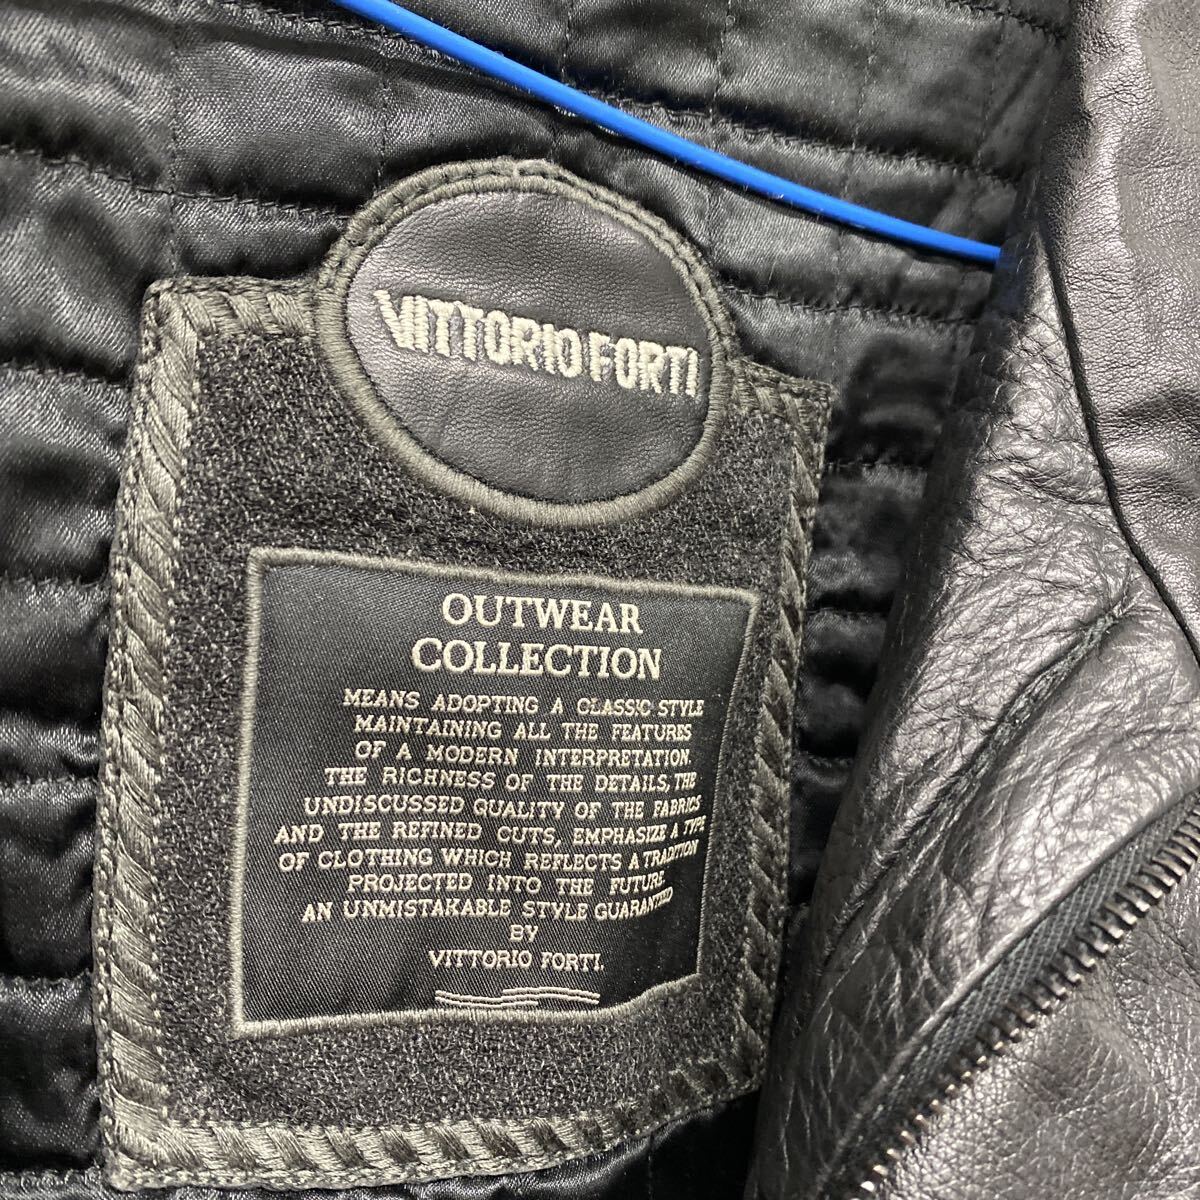 VITTORIO FORTI
OUTWEAR
COLLECTION
MEANS ADOPTING A CLASSIC STYLE
MAINTAINING ALL THE FEATURES
OF A MODERN INTERPRETATION.
THE RICHNESS OF THE DETAILS, THE
UNDISCUSSED QUALITY OF THE FABRICS
AND THE REFINED CUTS, EMPHASIZE A TYPE
OF CLOTHING WHICH REFLECTS A TRADITION
PROJECTED INTO THE FUTURE.
AN UNMISTAKABLE STYLE GUARANTEED
BY
VITTORIO FORTI.